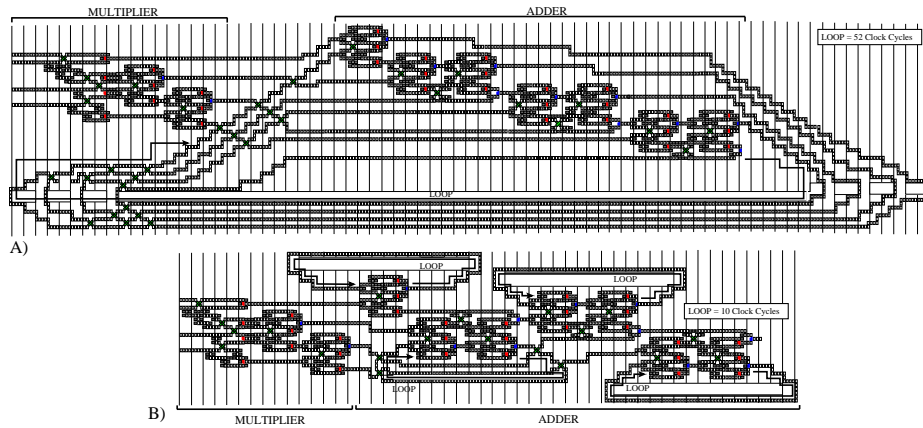 MULTIPLIER
ADDER
LOOP = 52 Clock Cycles
LOOP
A)
LOOP
LOOP
LOOP = 10 Clock Cycles
LOOP
LOOP
B)
MULTIPLIER
ADDER